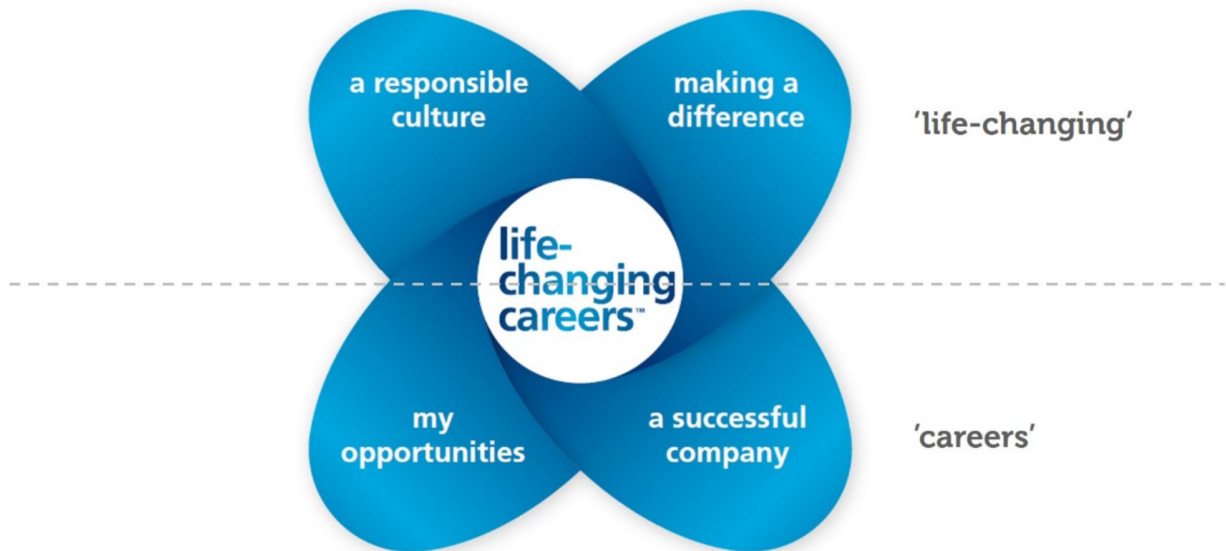 a responsible
culture
making a
difference
'life-changing'
life-
changing
careers™
my
opportunities
a successful
company
'careers'